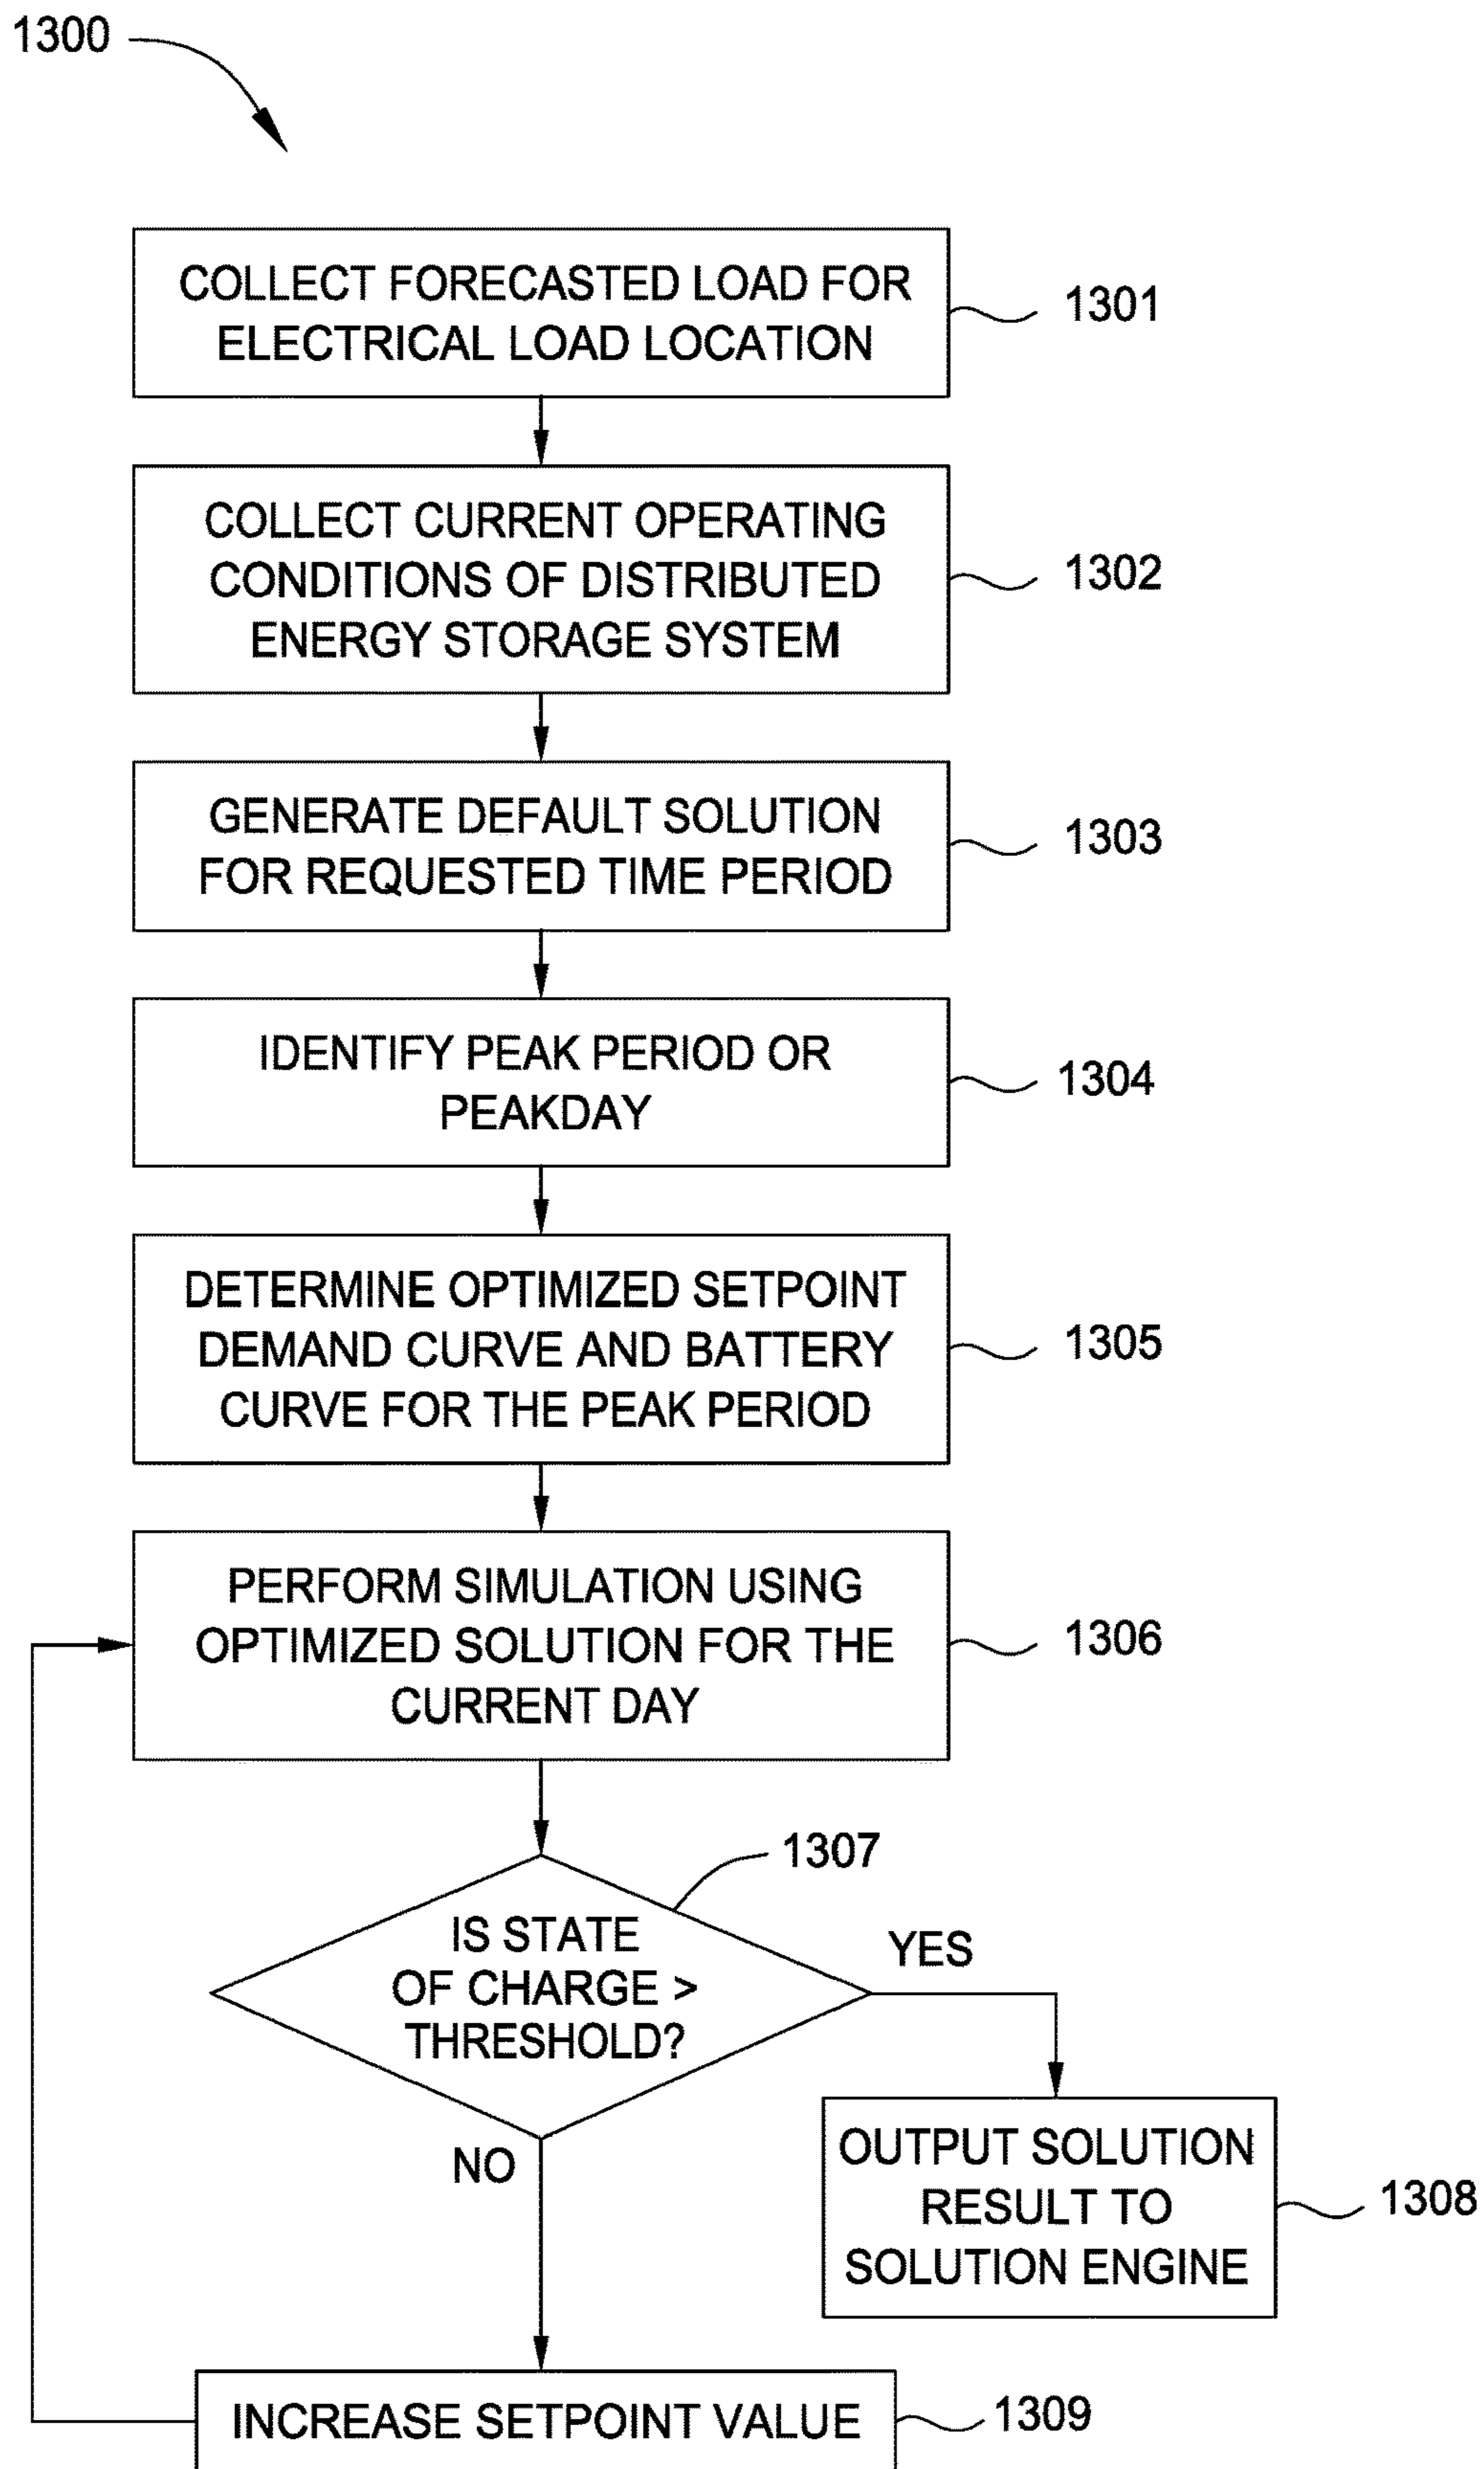 1300
COLLECT FORECASTED LOAD FOR
ELECTRICAL LOAD LOCATION
1301
COLLECT CURRENT OPERATING
CONDITIONS OF DISTRIBUTED
ENERGY STORAGE SYSTEM
1302
GENERATE DEFAULT SOLUTION
FOR REQUESTED TIME PERIOD
1303
IDENTIFY PEAK PERIOD OR
PEAKDAY
1304
DETERMINE OPTIMIZED SETPOINT
DEMAND CURVE AND BATTERY
CURVE FOR THE PEAK PERIOD
1305
PERFORM SIMULATION USING
OPTIMIZED SOLUTION FOR THE
CURRENT DAY
1306
1307
IS STATE
OF CHARGE >
THRESHOLD?
YES
NO
OUTPUT SOLUTION
RESULT TO
SOLUTION ENGINE
1308
INCREASE SETPOINT VALUE
1309